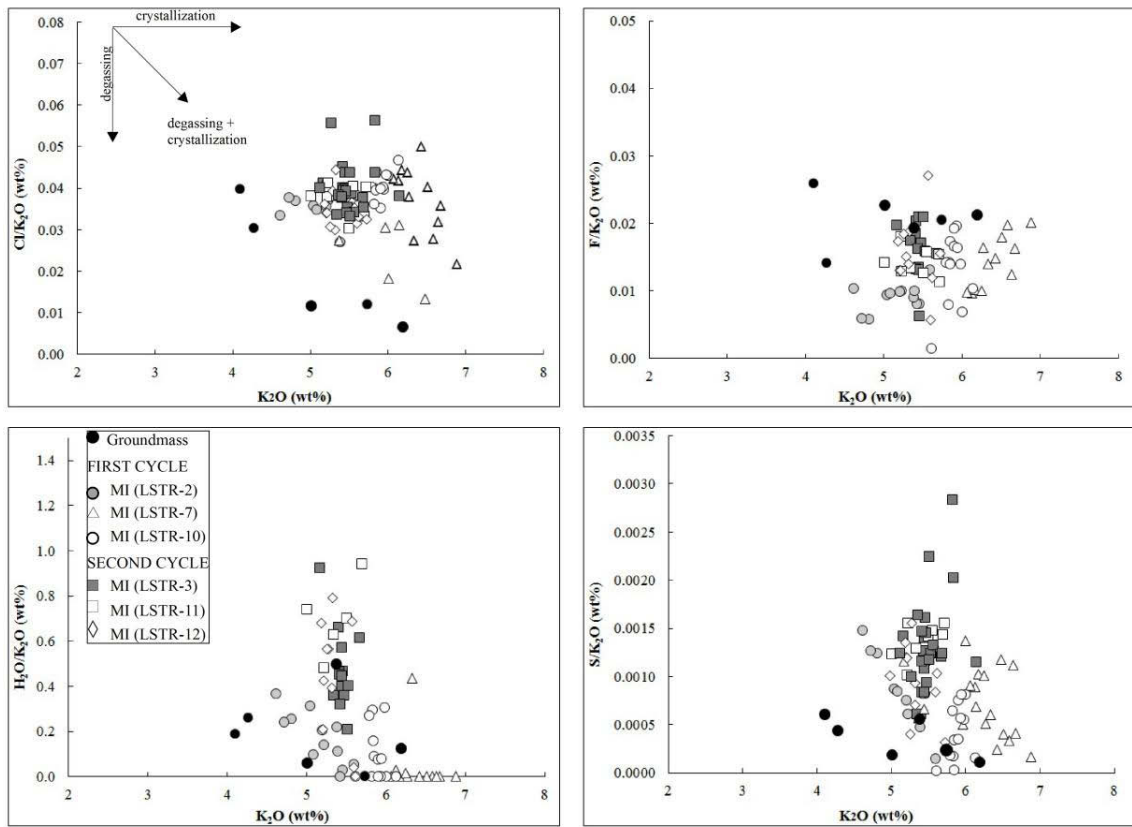 0.08
0.07
0.06
0.05
0.04
0.03
0.02
0.01
0.00
Cl/K₂O (wt%)
crystallization
degassing
degassing +
crystallization
2 3 4 5 6 7 8
K2O (wt%)
0.05
0.04
0.03
0.02
0.01
0.00
F/K₂O (wt%)
2 3 4 5 6 7 8
K₂O (wt%)
1.4
1.2
1.0
0.8
0.6
0.4
0.2
0.0
H₂O/K₂O (wt%)
Groundmass
FIRST CYCLE
MI (LSTR-2)
MI (LSTR-7)
MI (LSTR-10)
SECOND CYCLE
MI (LSTR-3)
MI (LSTR-11)
MI (LSTR-12)
2 3 4 5 6 7 8
K₂O (wt%)
0.0035
0.0030
0.0025
0.0020
0.0015
0.0010
0.0005
0.0000
S/K₂O (wt%)
2 3 4 5 6 7 8
K2O (wt%)